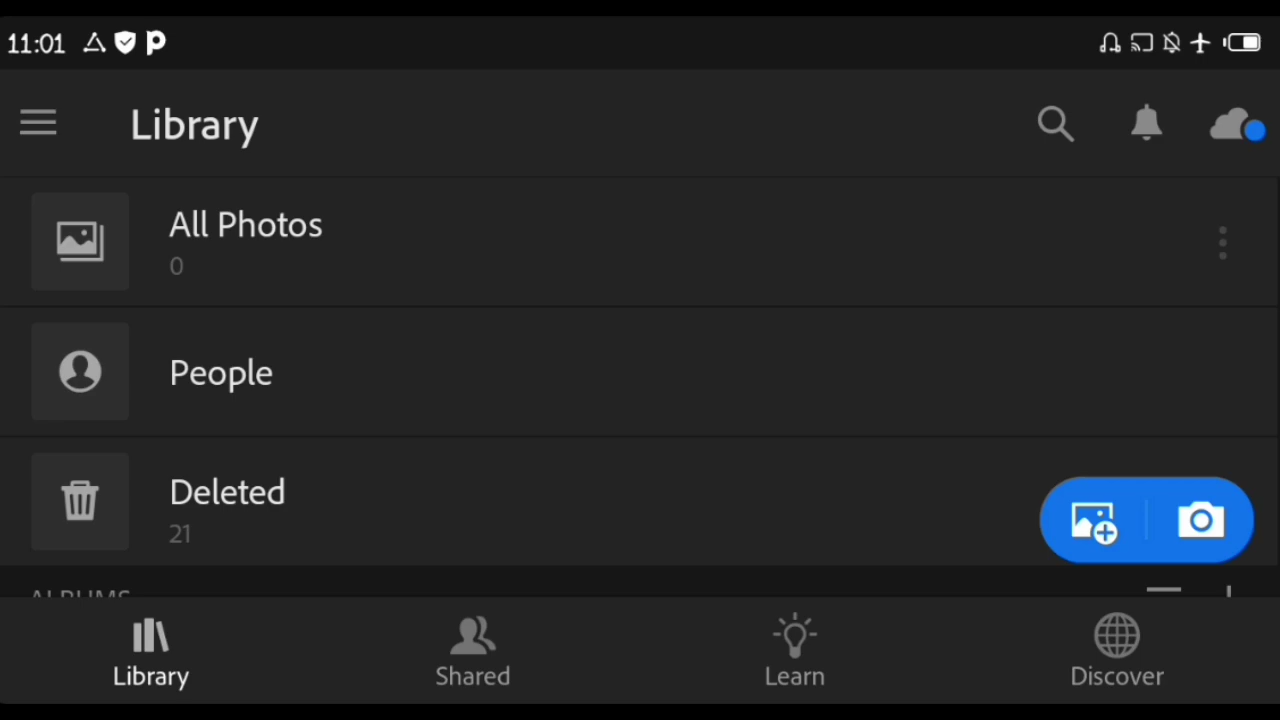 11:01
Library
All Photos
0
People
Deleted
21
ALBUMS
Library
Shared
Learn
Discover